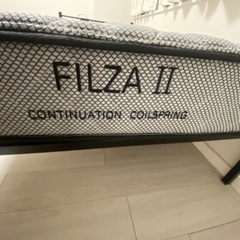 FILZA II
CONTINUATION COILSPRING